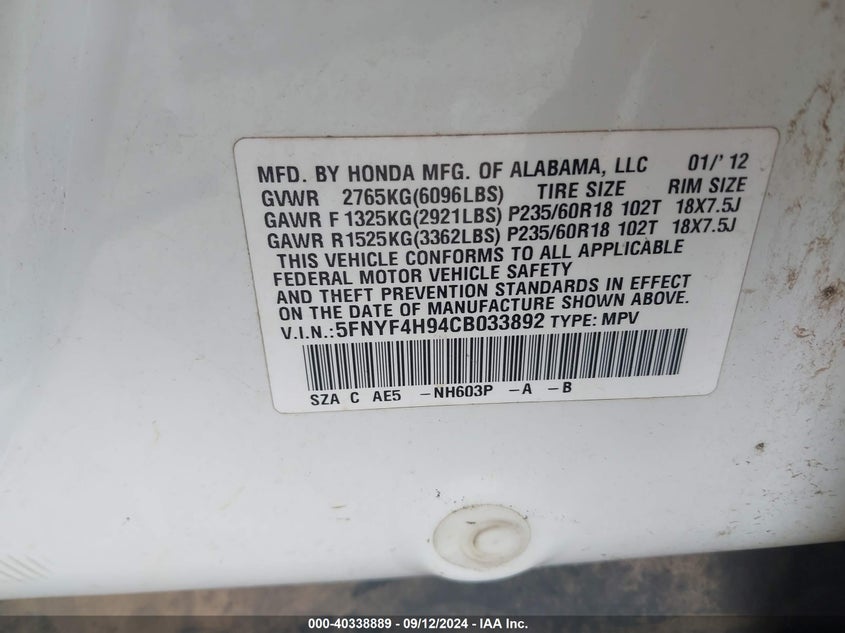 MFD. BY HONDA MFG. OF ALABAMA, LLC 01/'12
GVWR 2765KG(6096LBS) TIRE SIZE RIM SIZE
GAWR F 1325KG(2921LBS) P235/60R18 102T 18X7.5J
GAWR R1525KG(3362LBS) P235/60R18 102T 18X7.5J
THIS VEHICLE CONFORMS TO ALL APPLICABLE
FEDERAL MOTOR VEHICLE SAFETY
AND THEFT PREVENTION STANDARDS IN EFFECT
ON THE DATE OF MANUFACTURE SHOWN ABOVE.
V.I.N.:5FNYF4H94CB033892 TYPE: MPV
SZA C AE5 -NH603P -A -B
000-40338889 - 09/12/2024 - IAA Inc.